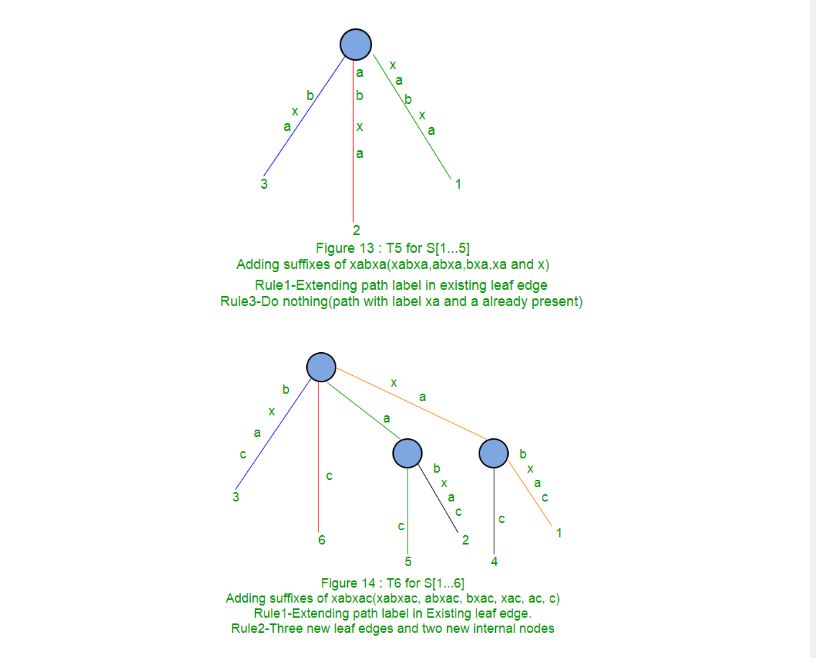 a
x
a
b
b
b
x
x
x
a
x
a
a
3
1
2
Figure 13 : T5 for S[1...5]
Adding suffixes of xabxa(xabxa,abxa,bxa,xa and x)
Rule1-Extending path label in existing leaf edge
Rule3-Do nothing(path with label xa and a already present)
b
x
x
a
a
a
c
c
b
x
a
c
b
x
a
c
c
c
3
6
2
1
5
4
Figure 14 : T6 for S[1...6]
Adding suffixes of xabxac(xabxac, abxac, bxac, xac, ac, c)
Rule1-Extending path label in Existing leaf edge.
Rule2-Three new leaf edges and two new internal nodes